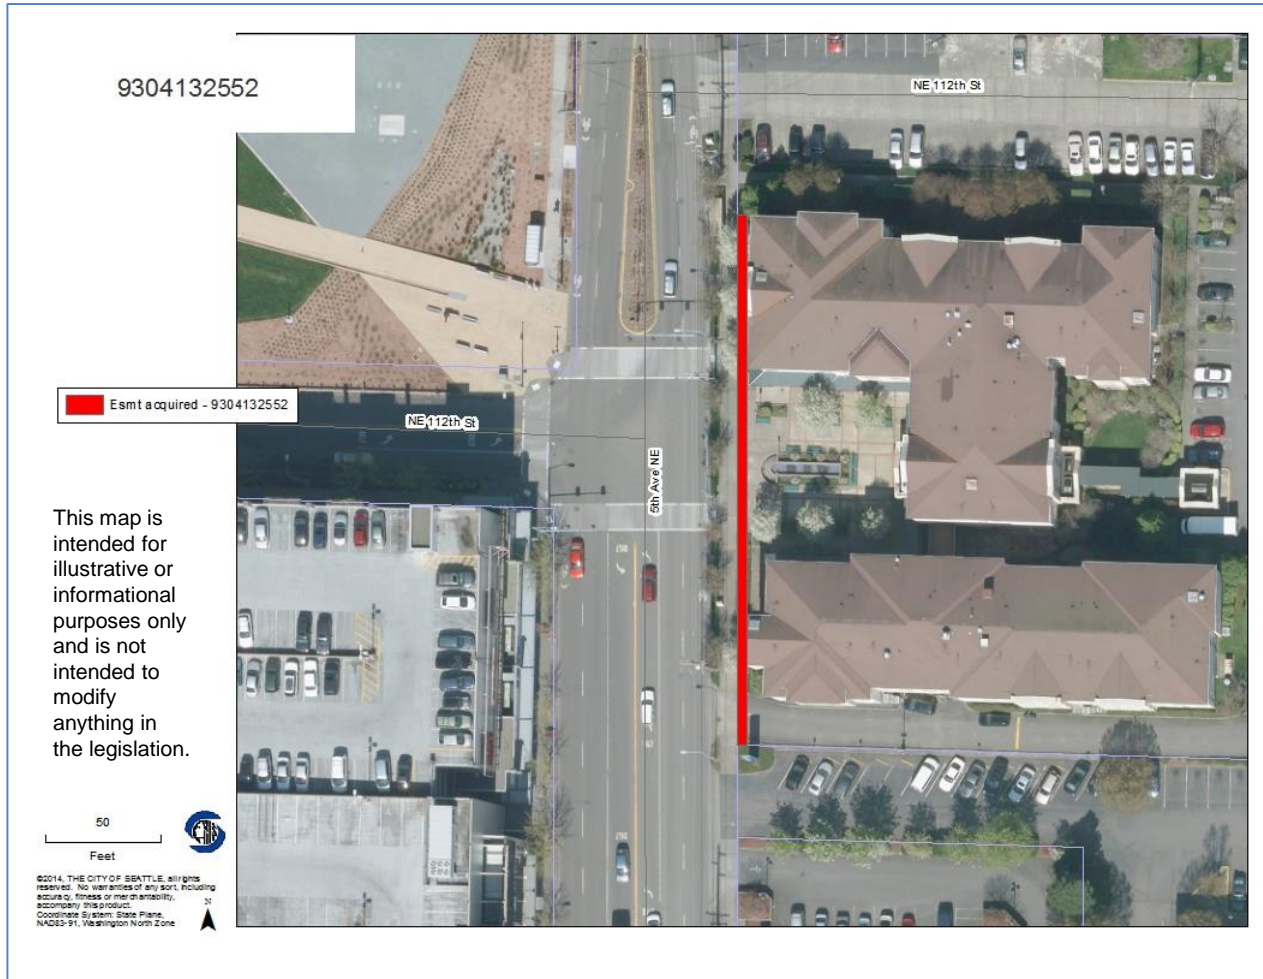 9304132552
NE 112th St
Esmt acquired - 9304132552
NE 112th St
5th Ave NE
This map is
intended for
illustrative or
informational
purposes only
and is not
intended to
modify
anything in
the legislation.
50
Feet
©2014, THE CITY OF SEATTLE, all rights
reserved. No warranties of any sort, including
accuracy, fitness or merchantability,
accompany this product.
Coordinate System: State Plane,
NAD83-91, Washington North Zone
N